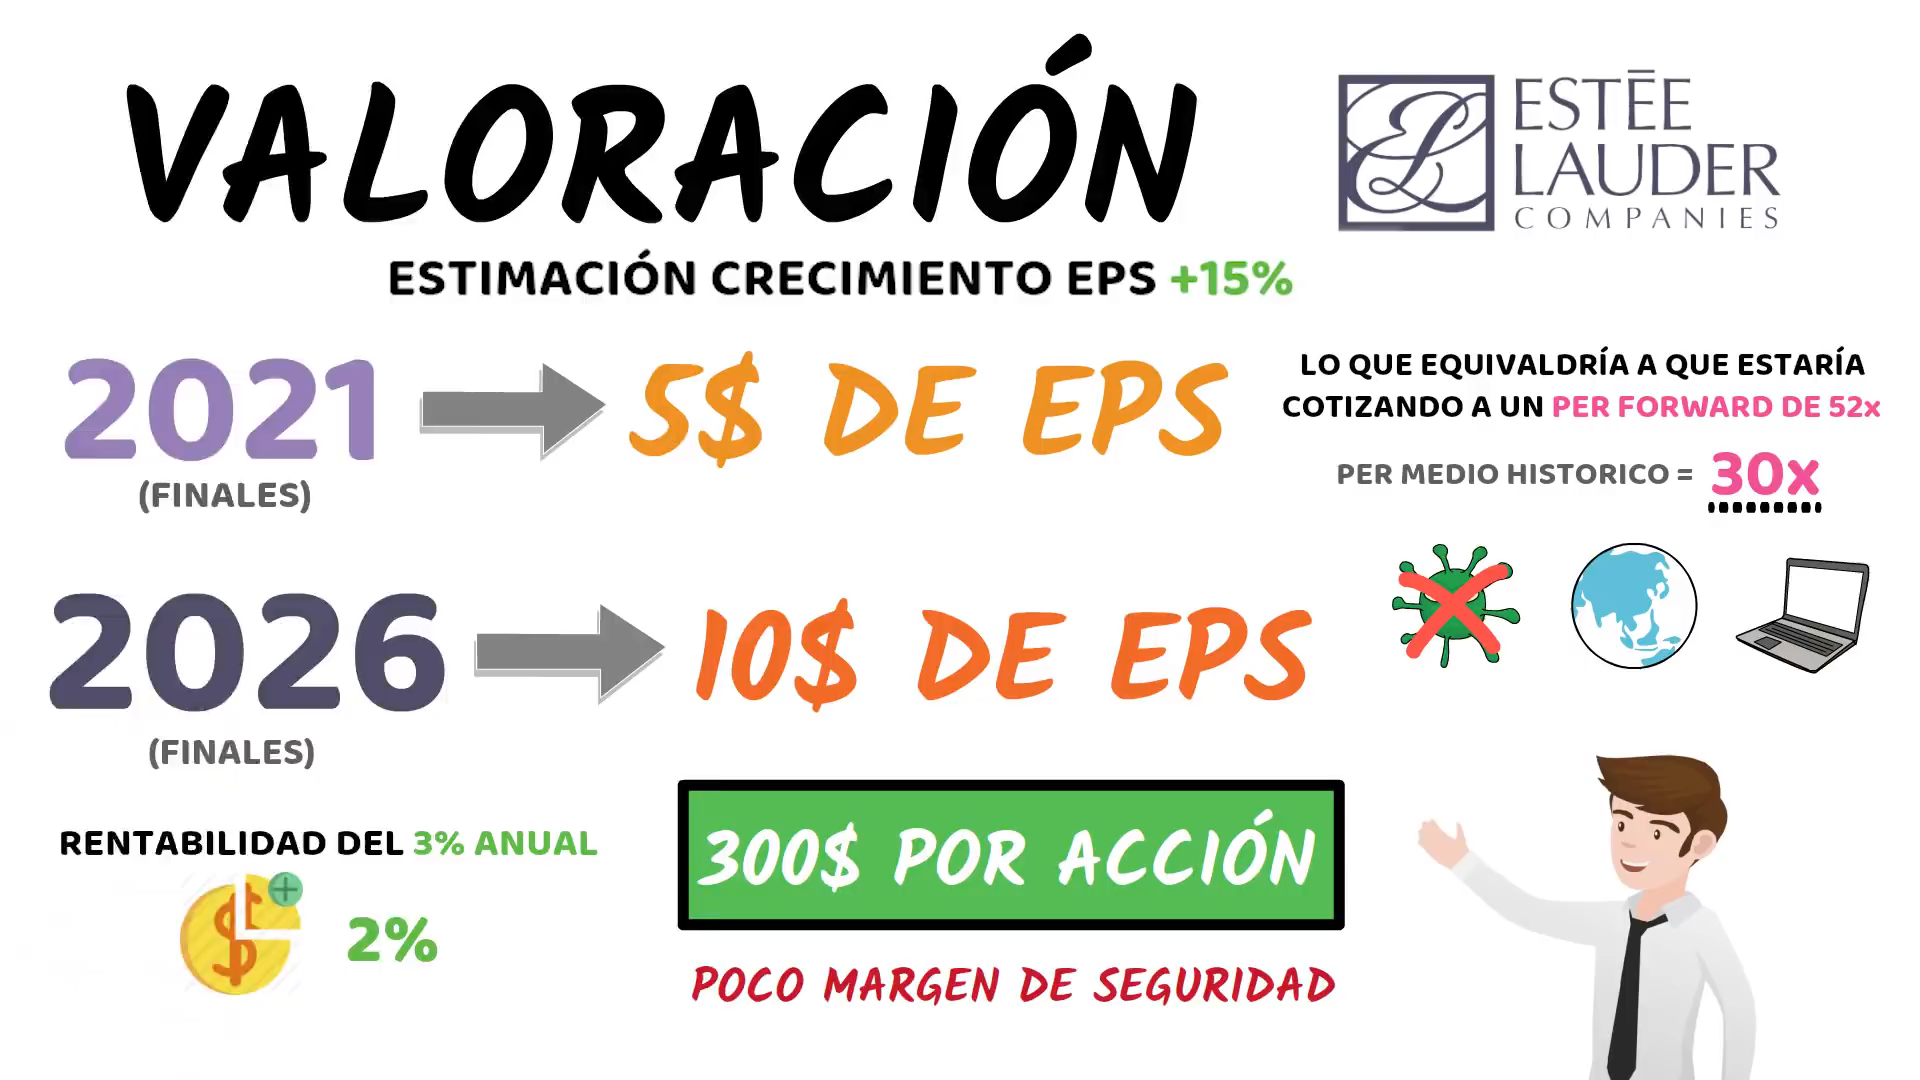 VALORACIÓN
ESTĒE
LAUDER
COMPANIES
ESTIMACIÓN CRECIMIENTO EPS +15%
2021
(FINALES)
5$ DE EPS
LO QUE EQUIVALDRÍA A QUE ESTARÍA
COTIZANDO A UN PER FORWARD DE 52x
PER MEDIO HISTORICO = 30x
2026
(FINALES)
10$ DE EPS
RENTABILIDAD DEL 3% ANUAL
$
2%
300$ POR ACCIÓN
POCO MARGEN DE SEGURIDAD